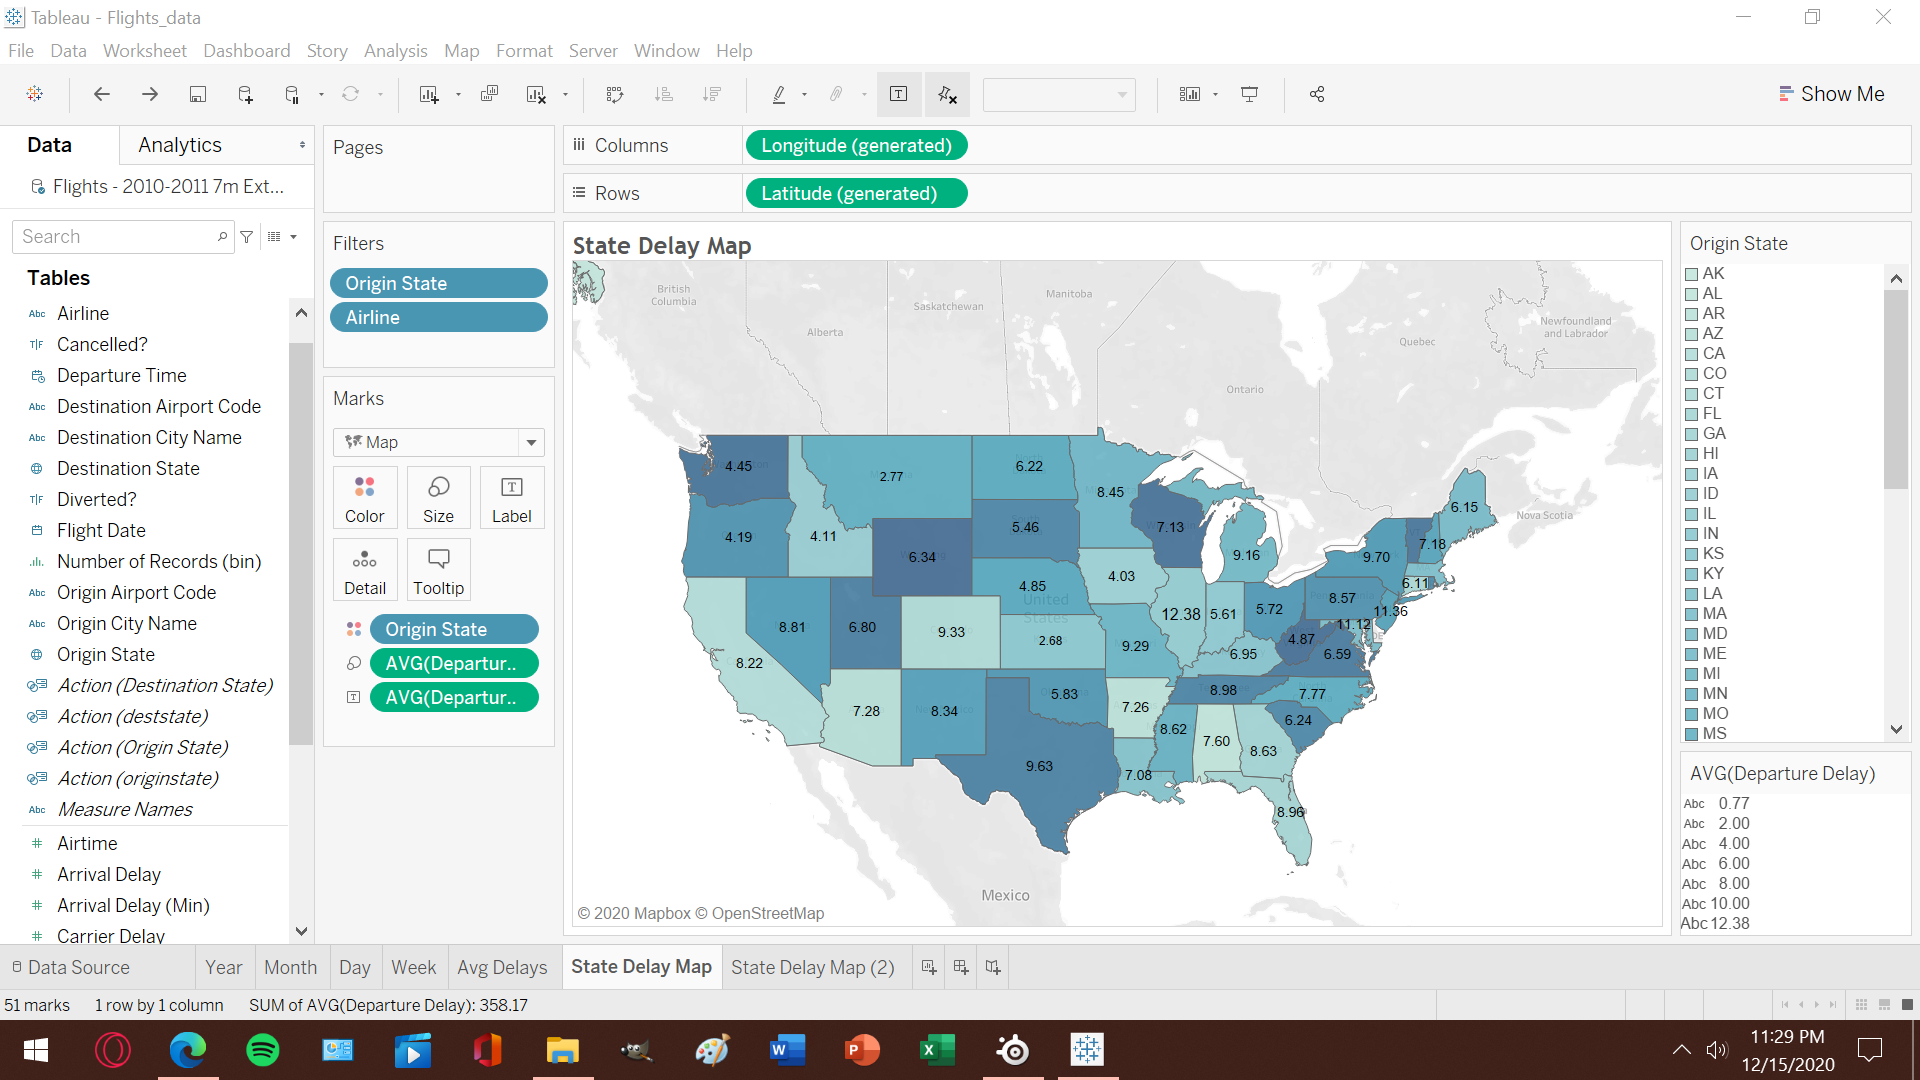 Tableau - Flights_data
File Data Worksheet Dashboard Story Analysis Map Format Server Window Help
Show Me
Data Analytics
Flights - 2010-2011 7m Ext...
Search
Tables
Abc Airline
T|F Cancelled?
Departure Time
Abc Destination Airport Code
Abc Destination City Name
Destination State
T|F Diverted?
Flight Date
Number of Records (bin)
Abc Origin Airport Code
Abc Origin City Name
Origin State
Action (Destination State)
Action (deststate)
Action (Origin State)
Action (originstate)
Abc Measure Names
# Airtime
# Arrival Delay
# Arrival Delay (Min)
# Carrier Delay
Pages
Filters
Origin State
Airline
Marks
Map
Color Size Label
Detail Tooltip
Origin State
AVG(Departur..
AVG(Departur..
Columns Longitude (generated)
Rows Latitude (generated)
State Delay Map
British
Columbia
Alberta
Saskatchewan
Manitoba
Ontario
Quebec
Newfoundland
and Labrador
Nova Scotia
4.45
2.77
6.22
8.45
7.13
9.16
6.15
7.18
9.70
6.11
4.19
4.11
6.34
5.46
4.85
4.03
United
States
12.38
5.61
5.72
8.57
11.36
11.12
8.22
8.81
6.80
9.33
2.68
9.29
6.95
4.87
6.59
7.28
8.34
5.83
7.26
8.98
7.77
6.24
9.63
7.08
8.62
7.60
8.63
8.96
Mexico
© 2020 Mapbox © OpenStreetMap
Origin State
AK
AL
AR
AZ
CA
CO
CT
FL
GA
HI
IA
ID
IL
IN
KS
KY
LA
MA
MD
ME
MI
MN
MO
MS
AVG(Departure Delay)
Abc 0.77
Abc 2.00
Abc 4.00
Abc 6.00
Abc 8.00
Abc 10.00
Abc 12.38
Data Source Year Month Day Week Avg Delays State Delay Map State Delay Map (2)
51 marks 1 row by 1 column SUM of AVG(Departure Delay): 358.17
11:29 PM
12/15/2020